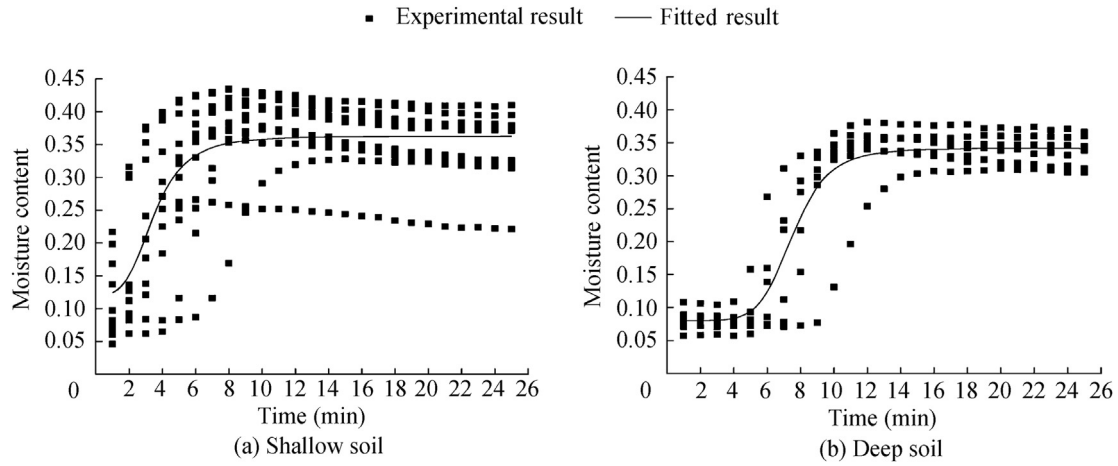 Experimental result Fitted result
Moisture content
0.45
0.40
0.35
0.30
0.25
0.20
0.15
0.10
0.05
0
2 4 6 8 10 12 14 16 18 20 22 24 26
Time (min)
(a) Shallow soil
Moisture content
0.45
0.40
0.35
0.30
0.25
0.20
0.15
0.10
0.05
0
2 4 6 8 10 12 14 16 18 20 22 24 26
Time (min)
(b) Deep soil